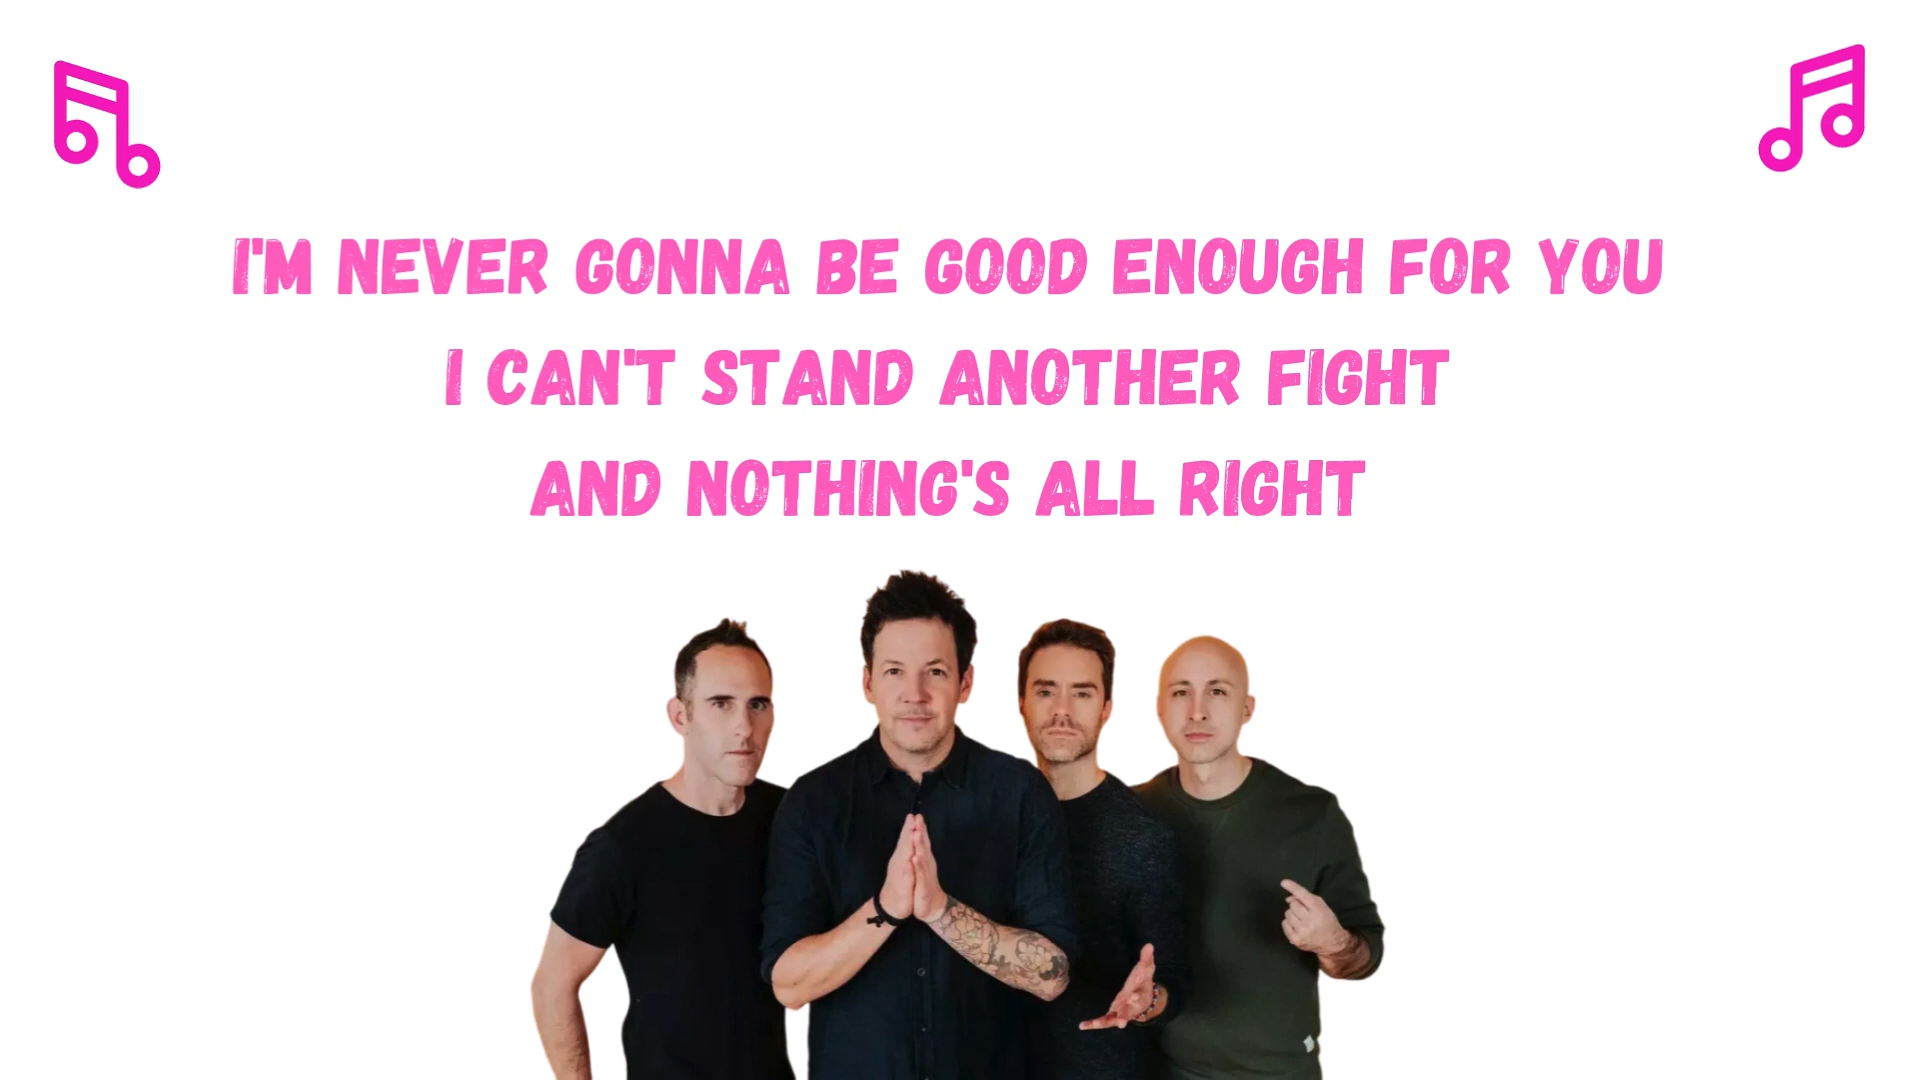 I'M NEVER GONNA BE GOOD ENOUGH FOR YOU
I CAN'T STAND ANOTHER FIGHT
AND NOTHING'S ALL RIGHT